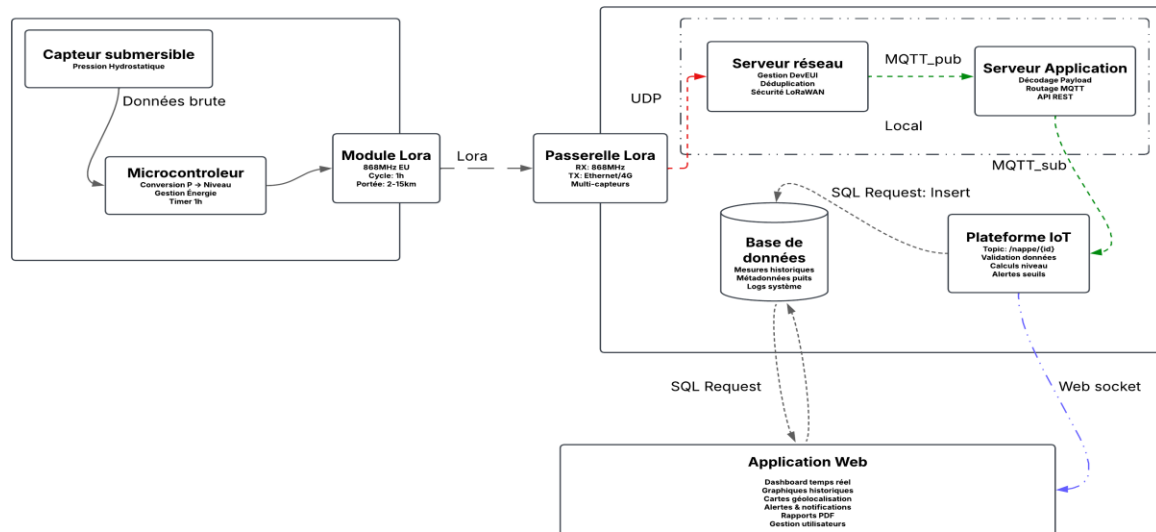 Capteur submersible
Pression Hydrostatique
Données brute
Microcontroleur
Conversion P → Niveau
Gestion Énergie
Timer 1h
Module Lora
868MHz EU
Cycle: 1h
Portée: 2-15km
Lora
Passerelle Lora
RX: 868MHz
TX: Ethernet/4G
Multi-capteurs
UDP
Serveur réseau
Gestion DevEUI
Déduplication
Sécurité LoRaWAN
MQTT_pub
Serveur Application
Décodage Payload
Routage MQTT
API REST
Local
MQTT_sub
SQL Request: Insert
Plateforme IoT
Topic: /nappe/{id}
Validation données
Calculs niveau
Alertes seuils
Base de
données
Mesures historiques
Métadonnées puits
Logs système
SQL Request
Web socket
Application Web
Dashboard temps réel
Graphiques historiques
Cartes géolocalisation
Alertes & notifications
Rapports PDF
Gestion utilisateurs